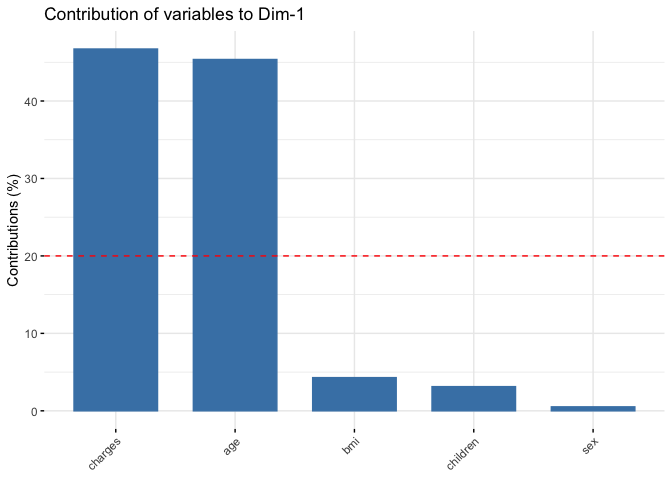 Contribution of variables to Dim-1
Contributions (%)
40
30
20
10
0
charges
age
bmi
children
sex